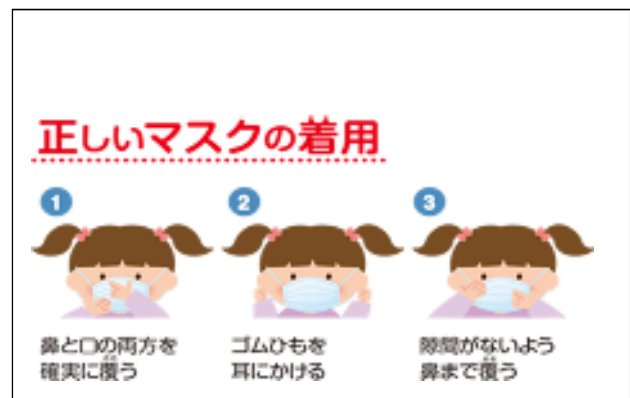 正しいマスクの着用
1
2
3
鼻と口の両方を
確実に覆う
ゴムひもを
耳にかける
隙間がないよう
鼻まで覆う